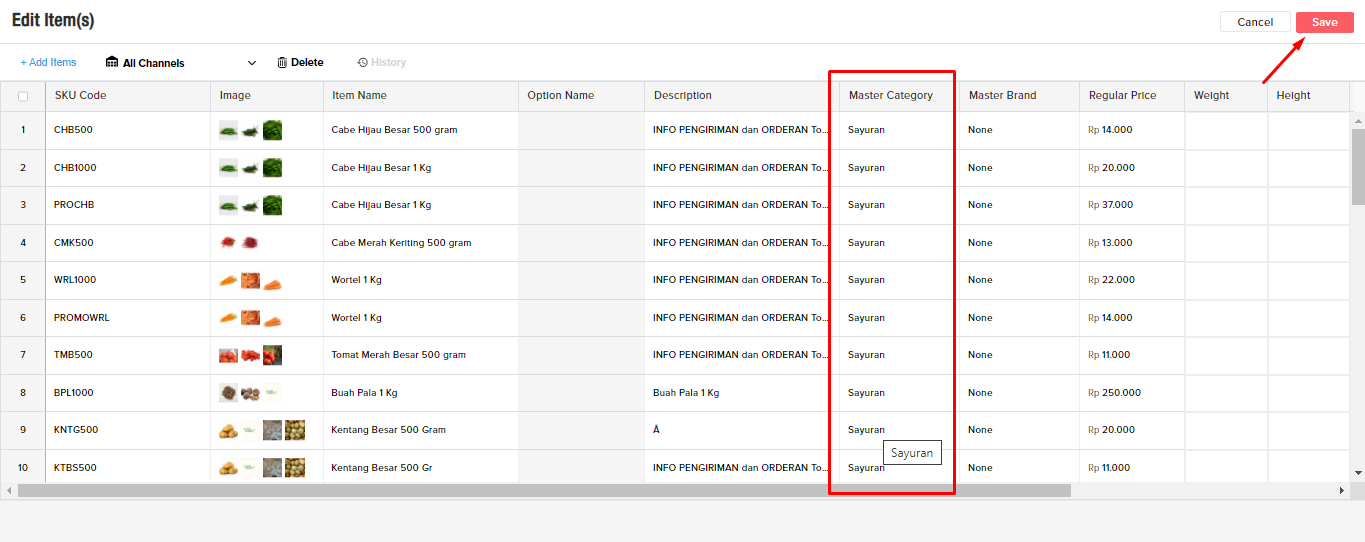 Edit Item(s)
Cancel
Save
+ Add Items
All Channels
Delete
History
SKU Code Image Item Name Option Name Description Master Category Master Brand Regular Price Weight Height
1 CHB500 Cabe Hijau Besar 500 gram INFO PENGIRIMAN dan ORDERAN To... Sayuran None Rp 14.000
2 CHB1000 Cabe Hijau Besar 1 Kg INFO PENGIRIMAN dan ORDERAN To... Sayuran None Rp 20.000
3 PROCHB Cabe Hijau Besar 1 Kg INFO PENGIRIMAN dan ORDERAN To... Sayuran None Rp 37.000
4 CMK500 Cabe Merah Keriting 500 gram INFO PENGIRIMAN dan ORDERAN To... Sayuran None Rp 13.000
5 WRL1000 Wortel 1 Kg INFO PENGIRIMAN dan ORDERAN To... Sayuran None Rp 22.000
6 PROMOWRL Wortel 1 Kg INFO PENGIRIMAN dan ORDERAN To... Sayuran None Rp 14.000
7 TMB500 Tomat Merah Besar 500 gram INFO PENGIRIMAN dan ORDERAN To... Sayuran None Rp 11.000
8 BPL1000 Buah Pala 1 Kg Buah Pala 1 Kg Sayuran None Rp 250.000
9 KNTG500 Kentang Besar 500 Gram Â Sayuran None Rp 20.000
Sayuran
10 KTBS500 Kentang Besar 500 Gr INFO PENGIRIMAN dan ORDERAN To... Sayuran None Rp 11.000